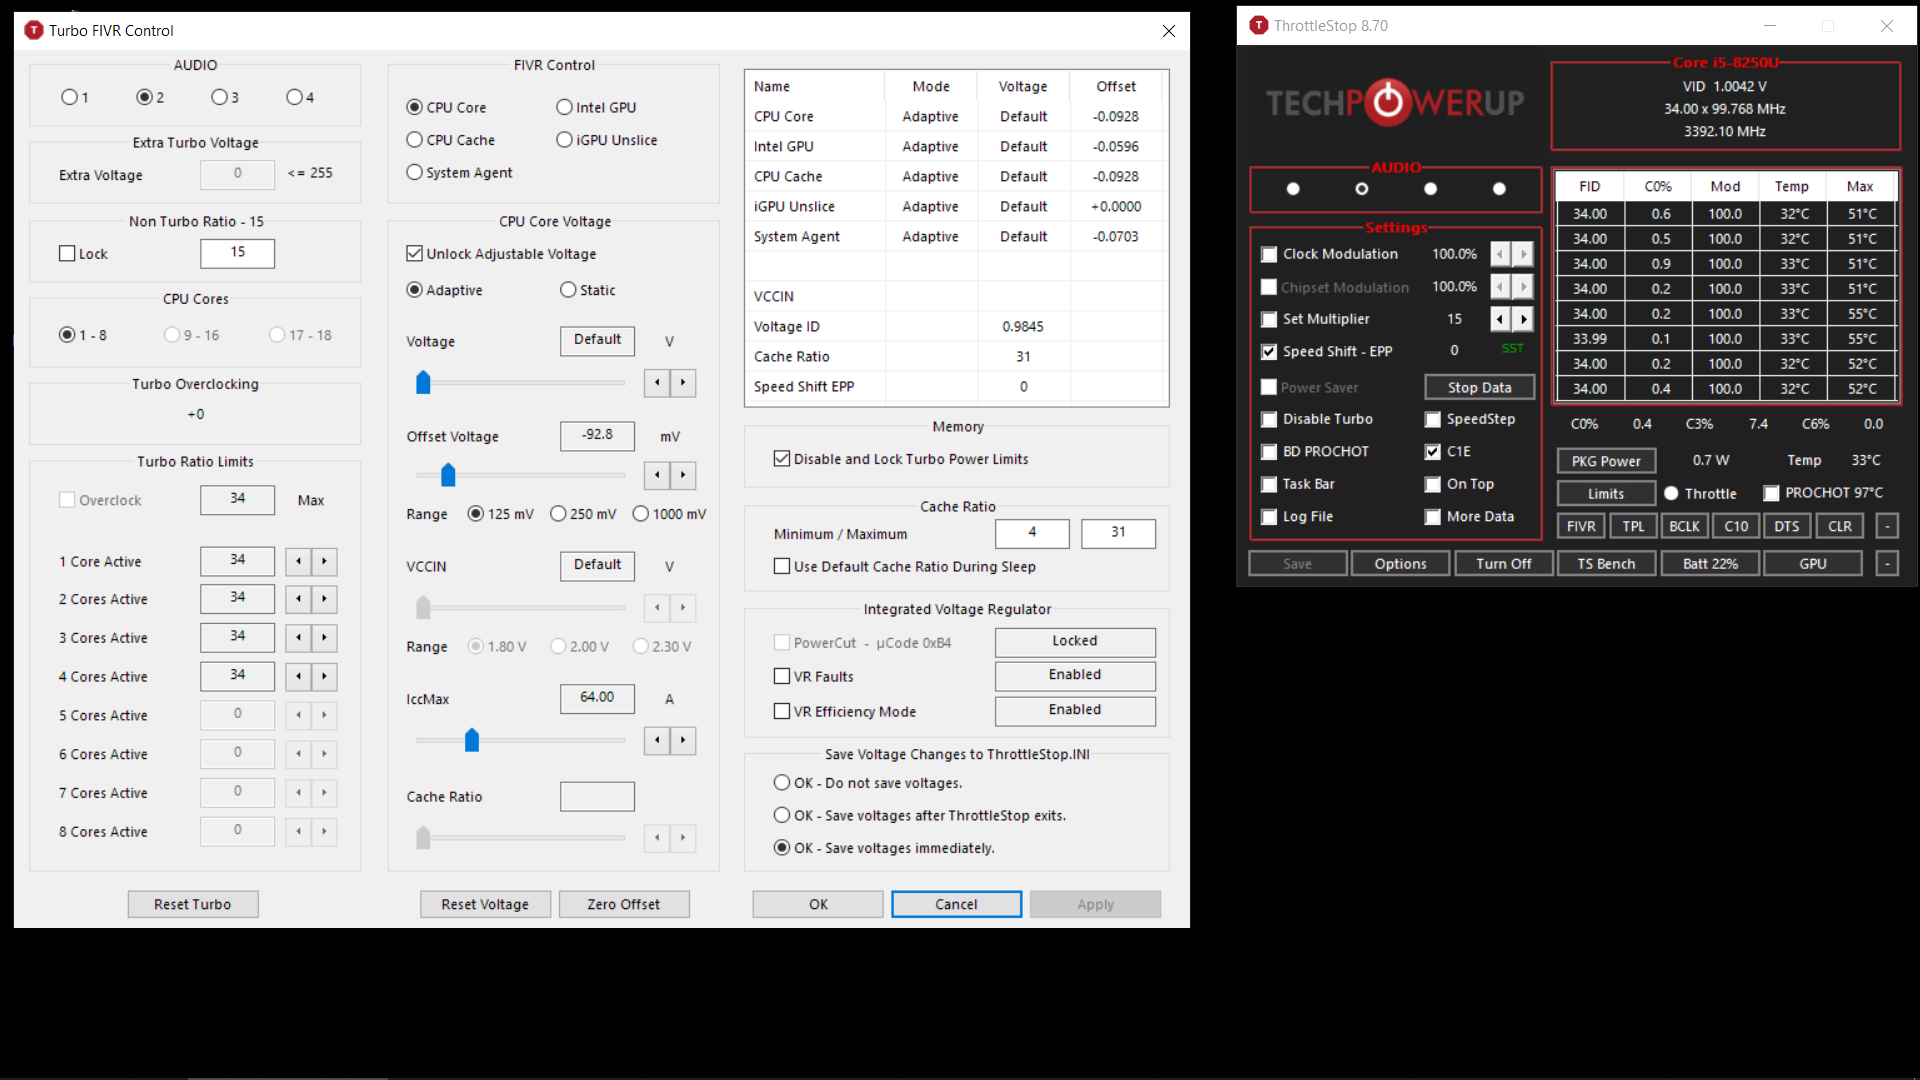 Turbo FIVR Control
AUDIO
1 2 3 4
Extra Turbo Voltage
Extra Voltage 0 <= 255
Non Turbo Ratio - 15
Lock 15
CPU Cores
1 - 8 9 - 16 17 - 18
Turbo Overclocking
+0
Turbo Ratio Limits
Overclock 34 Max
1 Core Active 34
2 Cores Active 34
3 Cores Active 34
4 Cores Active 34
5 Cores Active 0
6 Cores Active 0
7 Cores Active 0
8 Cores Active 0
Reset Turbo
FIVR Control
CPU Core Intel GPU
CPU Cache iGPU Unslice
System Agent
CPU Core Voltage
Unlock Adjustable Voltage
Adaptive Static
Voltage Default V
Offset Voltage -92.8 mV
Range 125 mV 250 mV 1000 mV
VCCIN Default V
Range 1.80 V 2.00 V 2.30 V
IccMax 64.00 A
Cache Ratio
Reset Voltage Zero Offset
Name Mode Voltage Offset
CPU Core Adaptive Default -0.0928
Intel GPU Adaptive Default -0.0596
CPU Cache Adaptive Default -0.0928
iGPU Unslice Adaptive Default +0.0000
System Agent Adaptive Default -0.0703
VCCIN
Voltage ID 0.9845
Cache Ratio 31
Speed Shift EPP 0
Memory
Disable and Lock Turbo Power Limits
Cache Ratio
Minimum / Maximum 4 31
Use Default Cache Ratio During Sleep
Integrated Voltage Regulator
PowerCut - µCode 0xB4 Locked
VR Faults Enabled
VR Efficiency Mode Enabled
Save Voltage Changes to ThrottleStop.INI
OK - Do not save voltages.
OK - Save voltages after ThrottleStop exits.
OK - Save voltages immediately.
OK Cancel Apply
ThrottleStop 8.70
TECHPOWERUP
Core i5-8250U
VID 1.0042 V
34.00 x 99.768 MHz
3392.10 MHz
AUDIO
Settings
Clock Modulation 100.0%
Chipset Modulation 100.0%
Set Multiplier 15
Speed Shift - EPP 0 SST
Power Saver Stop Data
Disable Turbo SpeedStep
BD PROCHOT C1E
Task Bar On Top
Log File More Data
FID C0% Mod Temp Max
34.00 0.6 100.0 32°C 51°C
34.00 0.5 100.0 32°C 51°C
34.00 0.9 100.0 33°C 51°C
34.00 0.2 100.0 33°C 51°C
34.00 0.2 100.0 33°C 55°C
33.99 0.1 100.0 33°C 55°C
34.00 0.2 100.0 32°C 52°C
34.00 0.4 100.0 32°C 52°C
C0% 0.4 C3% 7.4 C6% 0.0
PKG Power 0.7 W Temp 33°C
Limits Throttle PROCHOT 97°C
FIVR TPL BCLK C10 DTS CLR -
Save Options Turn Off TS Bench Batt 22% GPU -